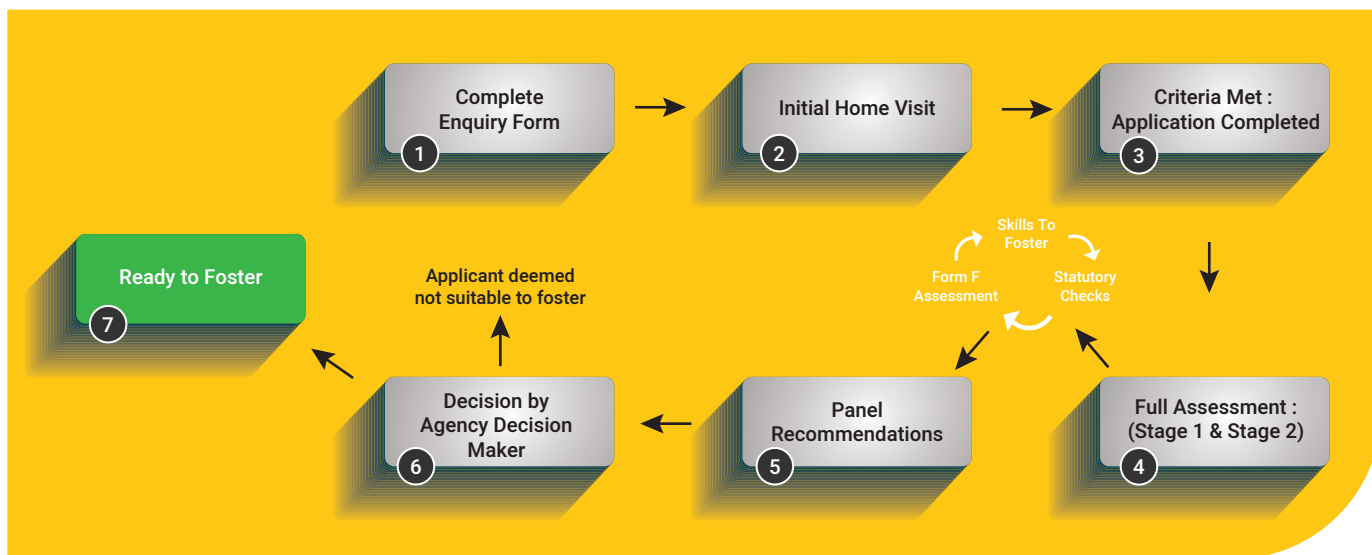 Complete
Enquiry Form
1
Initial Home Visit
2
Criteria Met :
Application Completed
3
Skills To
Foster
Form F
Assessment
Statutory
Checks
Full Assessment :
(Stage 1 & Stage 2)
4
Panel
Recommendations
5
Decision by
Agency Decision
Maker
6
Applicant deemed
not suitable to foster
Ready to Foster
7